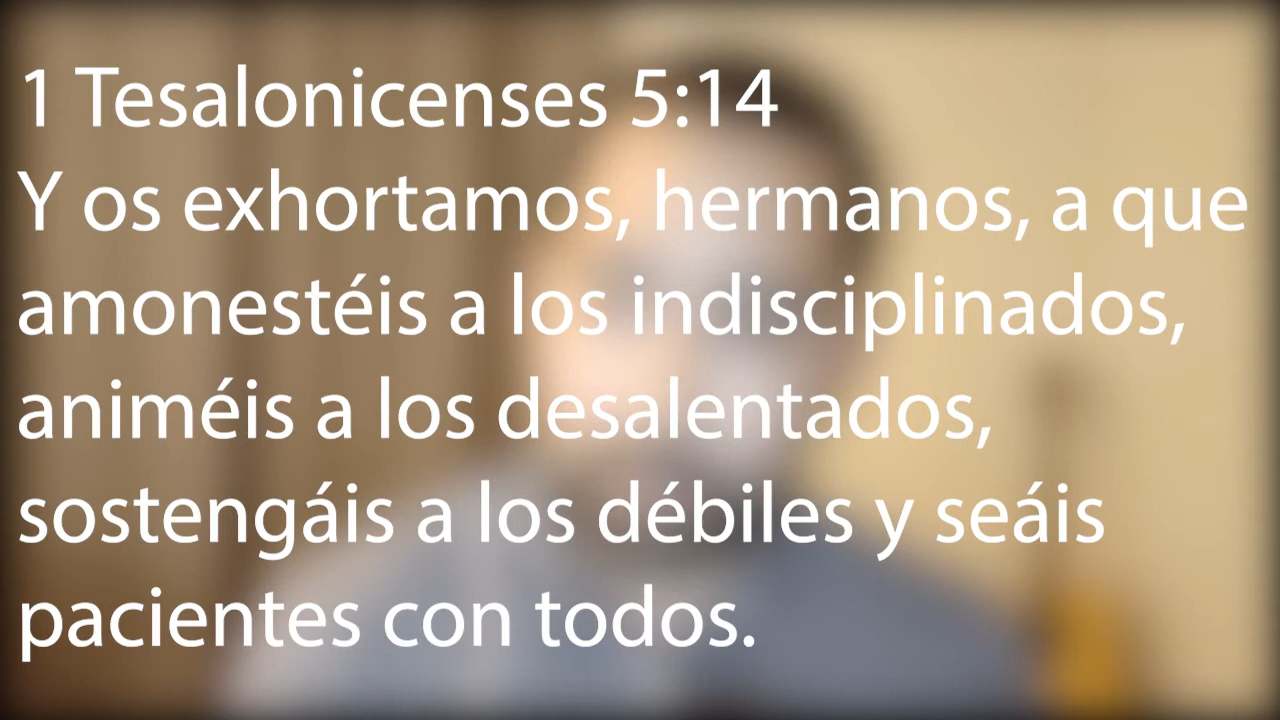 1 Tesalonicenses 5:14
Y os exhortamos, hermanos, a que
amonestéis a los indisciplinados,
animéis a los desalentados,
sostengáis a los débiles y seáis
pacientes con todos.